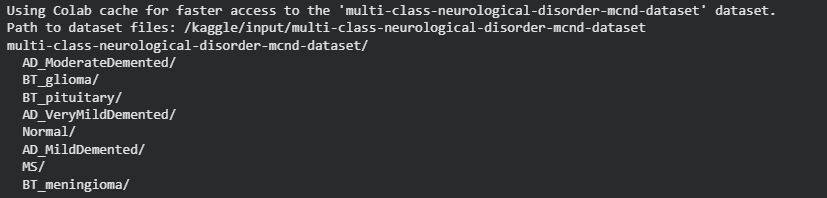 Using Colab cache for faster access to the 'multi-class-neurological-disorder-mcnd-dataset' dataset.
Path to dataset files: /kaggle/input/multi-class-neurological-disorder-mcnd-dataset
multi-class-neurological-disorder-mcnd-dataset/
  AD_ModerateDemented/
  BT_glioma/
  BT_pituitary/
  AD_VeryMildDemented/
  Normal/
  AD_MildDemented/
  MS/
  BT_meningioma/